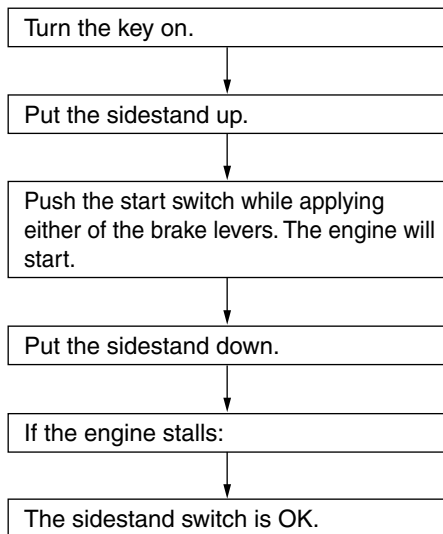 Turn the key on.
Put the sidestand up.
Push the start switch while applying
either of the brake levers. The engine will
start.
Put the sidestand down.
If the engine stalls:
The sidestand switch is OK.